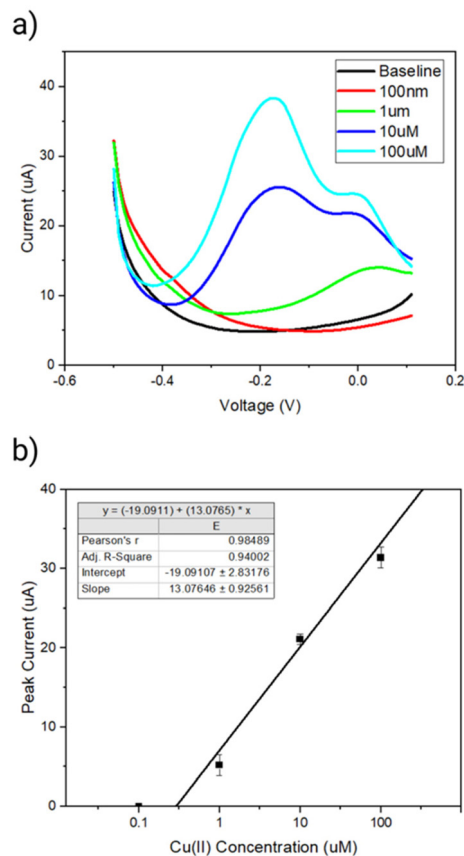 a)
Baseline
100nm
1um
10uM
100uM
40
30
20
10
0
Current (uA)
-0.6
-0.4
-0.2
0.0
0.2
Voltage (V)
b)
y = (-19.0911) + (13.0765) * x
E
Pearson's r 0.98489
Adj. R-Square 0.94002
Intercept -19.09107 ± 2.83176
Slope 13.07646 ± 0.92561
40
30
20
10
0
Peak Current (uA)
0.1
1
10
100
Cu(II) Concentration (uM)